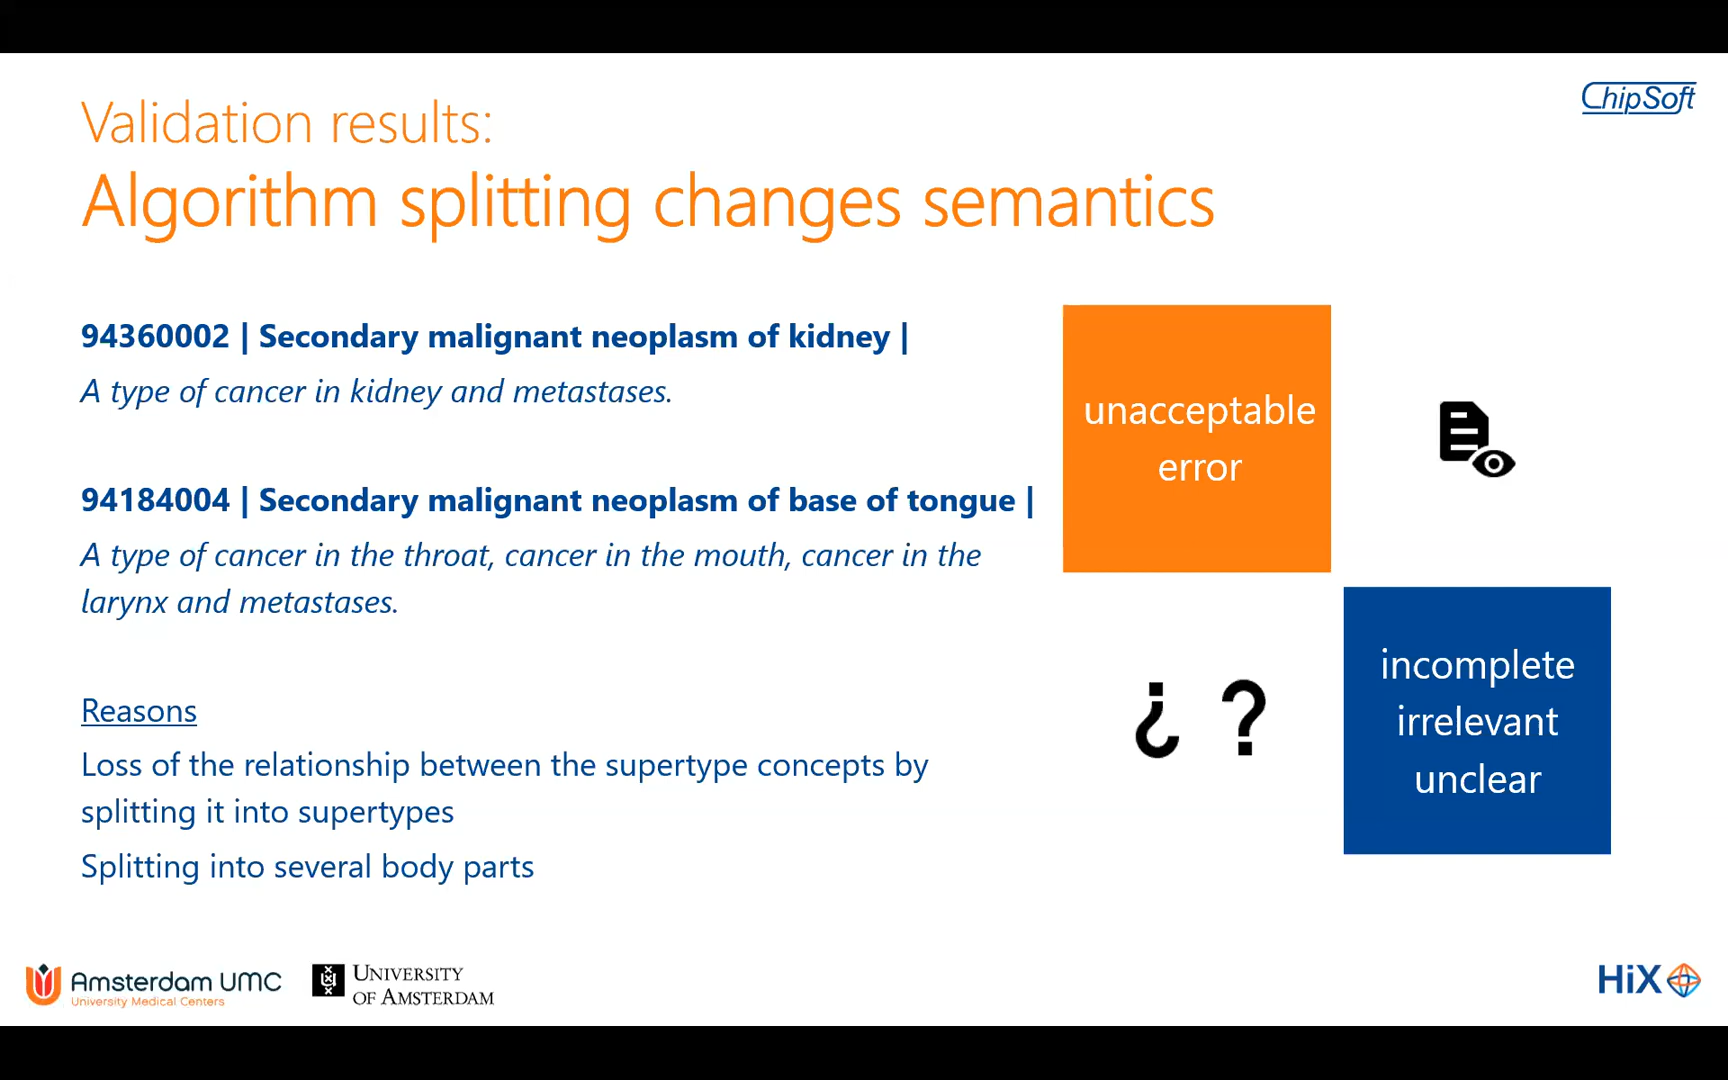 ChipSoft
Validation results:
Algorithm splitting changes semantics
94360002 | Secondary malignant neoplasm of kidney |
A type of cancer in kidney and metastases.
94184004 | Secondary malignant neoplasm of base of tongue |
A type of cancer in the throat, cancer in the mouth, cancer in the
larynx and metastases.
Reasons
Loss of the relationship between the supertype concepts by
splitting it into supertypes
Splitting into several body parts
unacceptable
error
¿ ?
incomplete
irrelevant
unclear
Amsterdam UMC
University Medical Centers
UNIVERSITY
OF AMSTERDAM
HiX